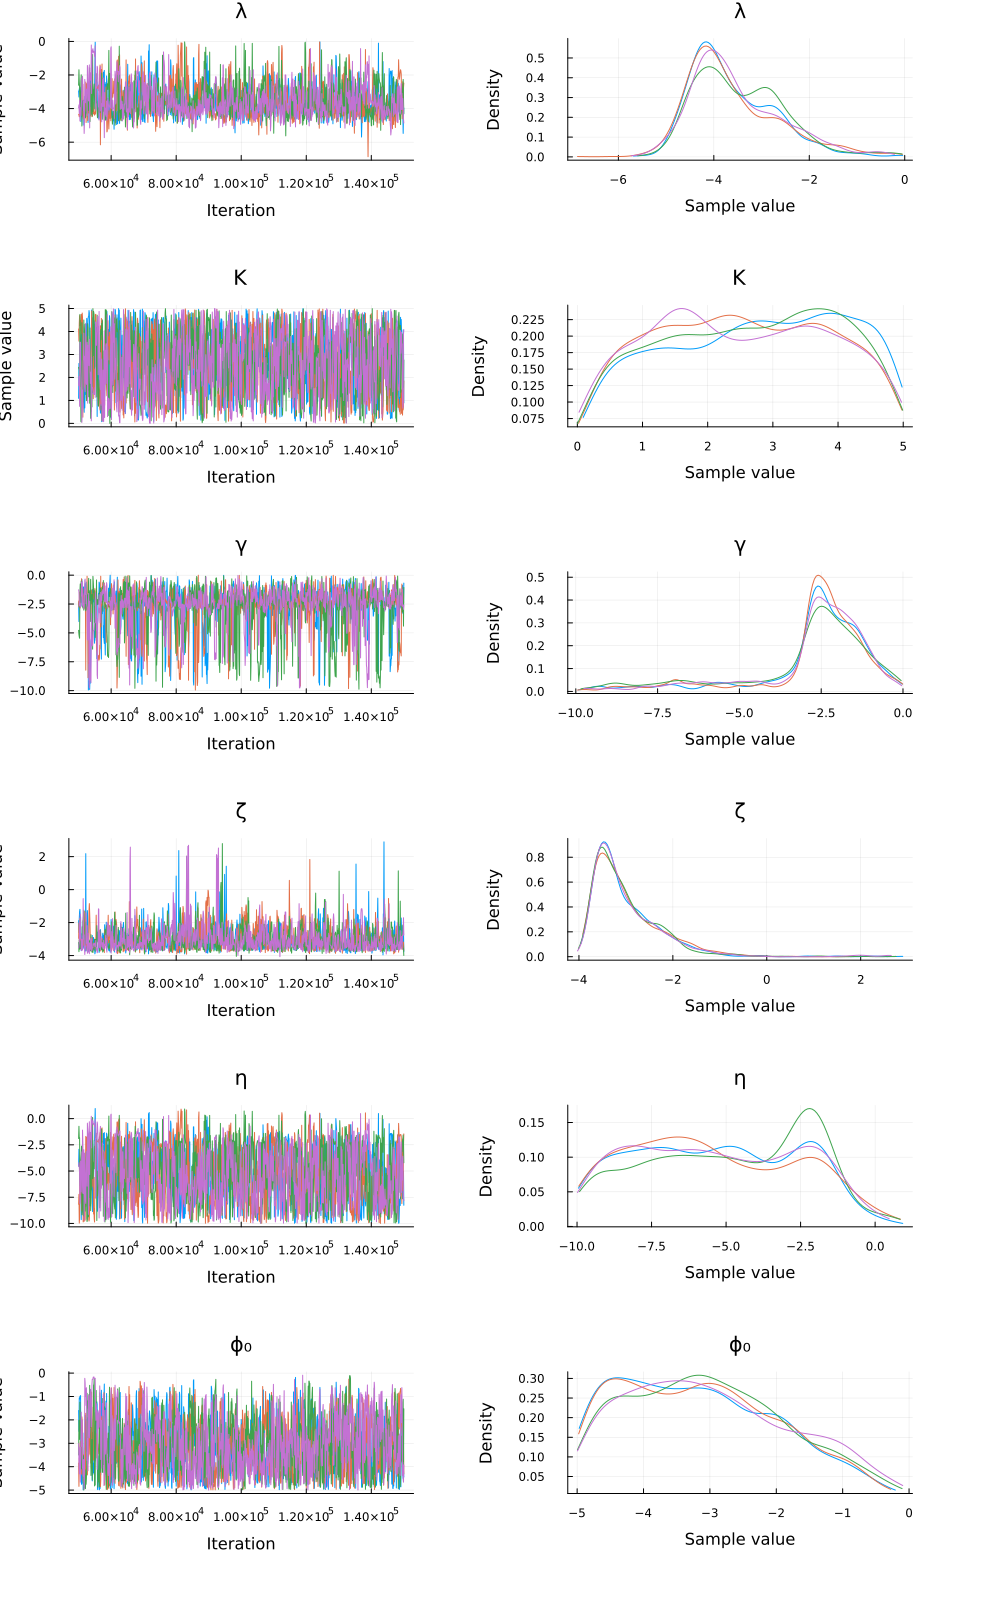 λ λ
0
−2
−4
−6
6.00×10⁴ 8.00×10⁴ 1.00×10⁵ 1.20×10⁵ 1.40×10⁵
Iteration
Density
0.5
0.4
0.3
0.2
0.1
0.0
−6 −4 −2 0
Sample value
K K
Sample value
5
4
3
2
1
0
6.00×10⁴ 8.00×10⁴ 1.00×10⁵ 1.20×10⁵ 1.40×10⁵
Iteration
Density
0.225
0.200
0.175
0.150
0.125
0.100
0.075
0 1 2 3 4 5
Sample value
γ γ
0.0
−2.5
−5.0
−7.5
−10.0
6.00×10⁴ 8.00×10⁴ 1.00×10⁵ 1.20×10⁵ 1.40×10⁵
Iteration
Density
0.5
0.4
0.3
0.2
0.1
0.0
−10.0 −7.5 −5.0 −2.5 0.0
Sample value
ζ ζ
2
0
−2
−4
6.00×10⁴ 8.00×10⁴ 1.00×10⁵ 1.20×10⁵ 1.40×10⁵
Iteration
Density
0.8
0.6
0.4
0.2
0.0
−4 −2 0 2
Sample value
η η
0.0
−2.5
−5.0
−7.5
−10.0
6.00×10⁴ 8.00×10⁴ 1.00×10⁵ 1.20×10⁵ 1.40×10⁵
Iteration
Density
0.15
0.10
0.05
0.00
−10.0 −7.5 −5.0 −2.5 0.0
Sample value
ϕ₀ ϕ₀
0
−1
−2
−3
−4
−5
6.00×10⁴ 8.00×10⁴ 1.00×10⁵ 1.20×10⁵ 1.40×10⁵
Iteration
Density
0.30
0.25
0.20
0.15
0.10
0.05
−5 −4 −3 −2 −1 0
Sample value